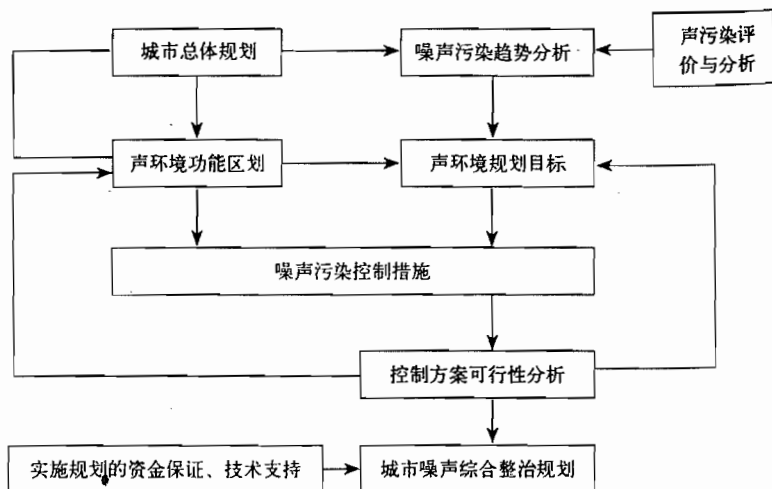 城市总体规划
噪声污染趋势分析
声污染评
价与分析
声环境功能区划
声环境规划目标
噪声污染控制措施
控制方案可行性分析
实施规划的资金保证、技术支持
城市噪声综合整治规划